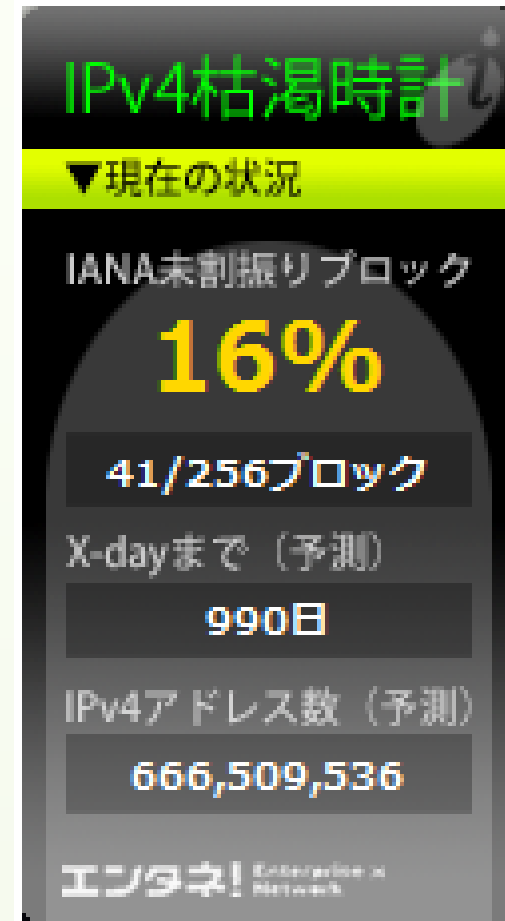 IPv4枯渇時計
▼現在の状況
IANA未割振りブロック
16%
41/256ブロック
X-dayまで（予測）
990日
IPv4アドレス数（予測）
666,509,536
エンタネ! Enterprise ×
Network